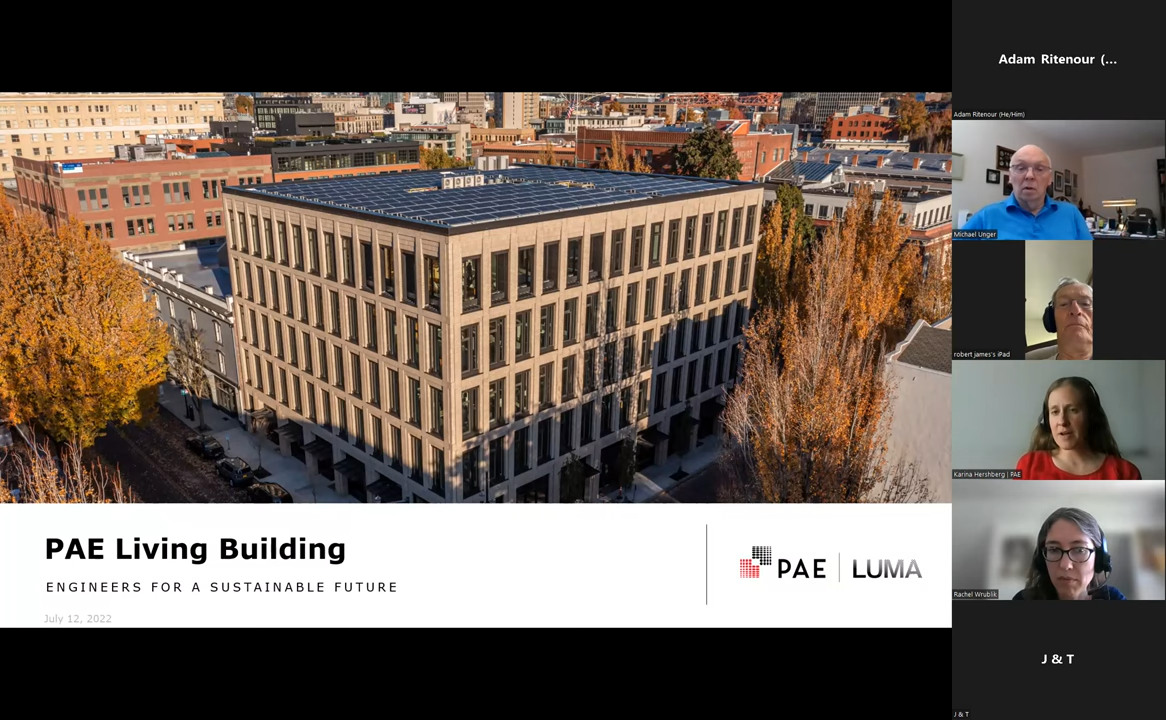 PAE Living Building
ENGINEERS FOR A SUSTAINABLE FUTURE
July 12, 2022
PAE
LUMA
Adam Ritenour (...
Adam Ritenour (He/Him)
Michael Unger
robert james's iPad
Karina Hershberg | PAE
Rachel Wrublik
J & T
J & T